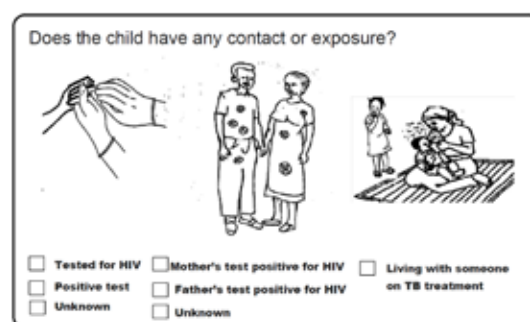 Does the child have any contact or exposure?
Tested for HIV
Positive test
Unknown
Mother's test positive for HIV
Father's test positive for HIV
Unknown
Living with someone
on TB treatment